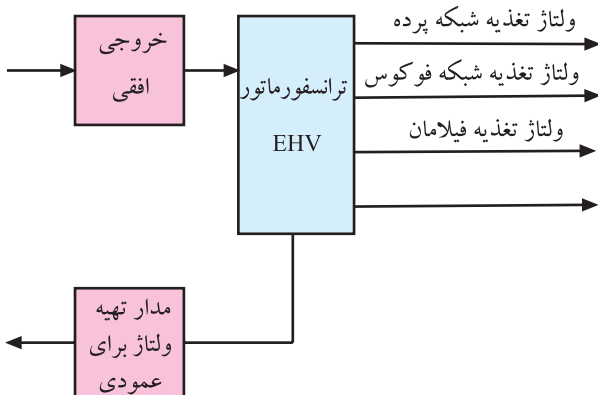 ولتاژ تغذیه شبکه پرده
خروجی
افقی
ولتاژ تغذیه شبکه فوکوس
ترانسفورماتور
EHV
ولتاژ تغذیه فیلامان
مدار تهیه
ولتاژ برای
عمودی